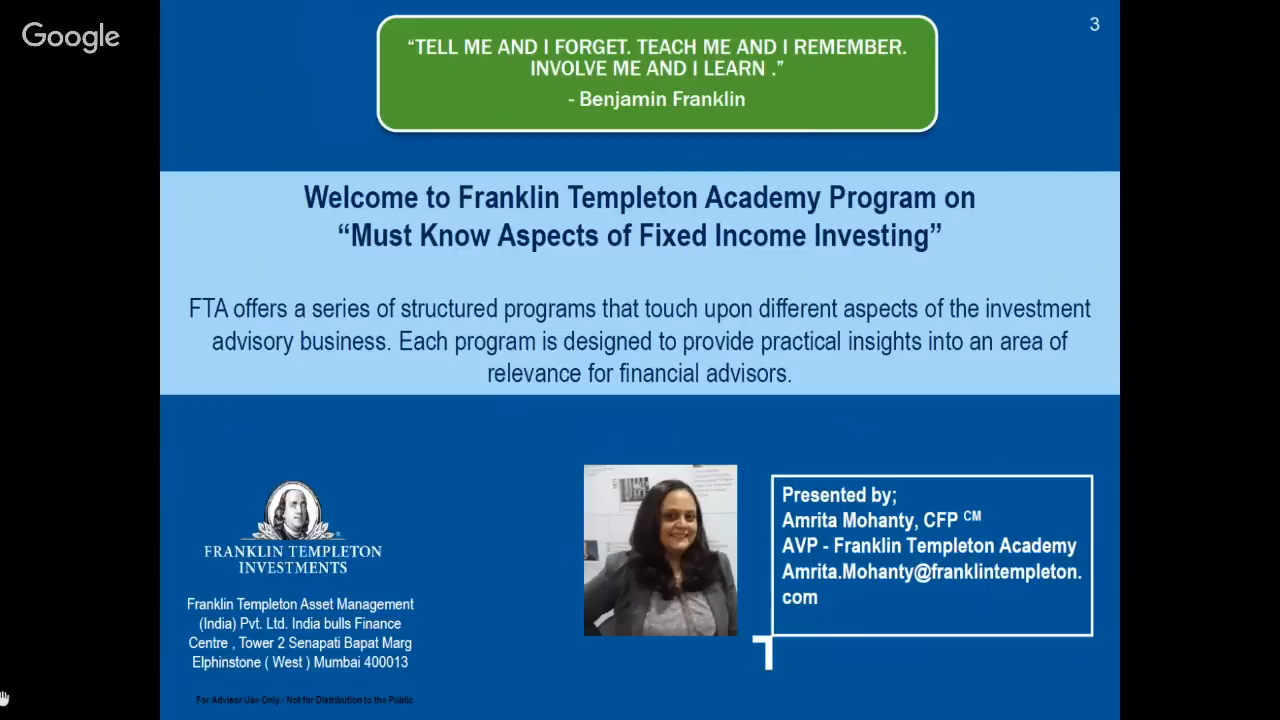 Google
3
“TELL ME AND I FORGET. TEACH ME AND I REMEMBER.
INVOLVE ME AND I LEARN .”
- Benjamin Franklin
Welcome to Franklin Templeton Academy Program on
“Must Know Aspects of Fixed Income Investing”
FTA offers a series of structured programs that touch upon different aspects of the investment
advisory business. Each program is designed to provide practical insights into an area of
relevance for financial advisors.
FRANKLIN TEMPLETON
INVESTMENTS
Franklin Templeton Asset Management
(India) Pvt. Ltd. India bulls Finance
Centre , Tower 2 Senapati Bapat Marg
Elphinstone ( West ) Mumbai 400013
For Advisor Use Only / Not for Distribution to the Public
Presented by;
Amrita Mohanty, CFP CM
AVP - Franklin Templeton Academy
Amrita.Mohanty@franklintempleton.
com